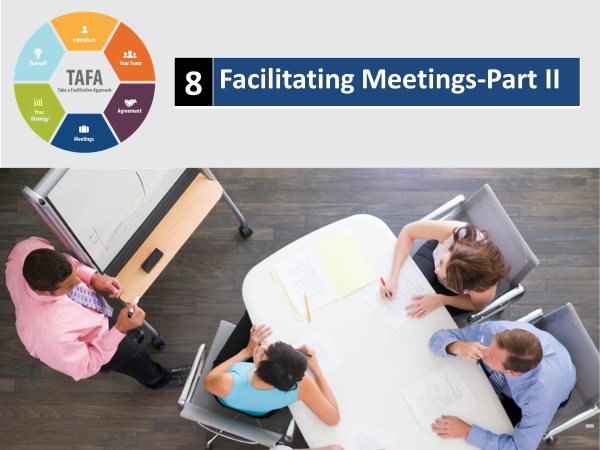 Individuals
Yourself
Your Team
TAFA
Take a Facilitative Approach
Your
Strategy
Agreement
Meetings
8 Facilitating Meetings-Part II